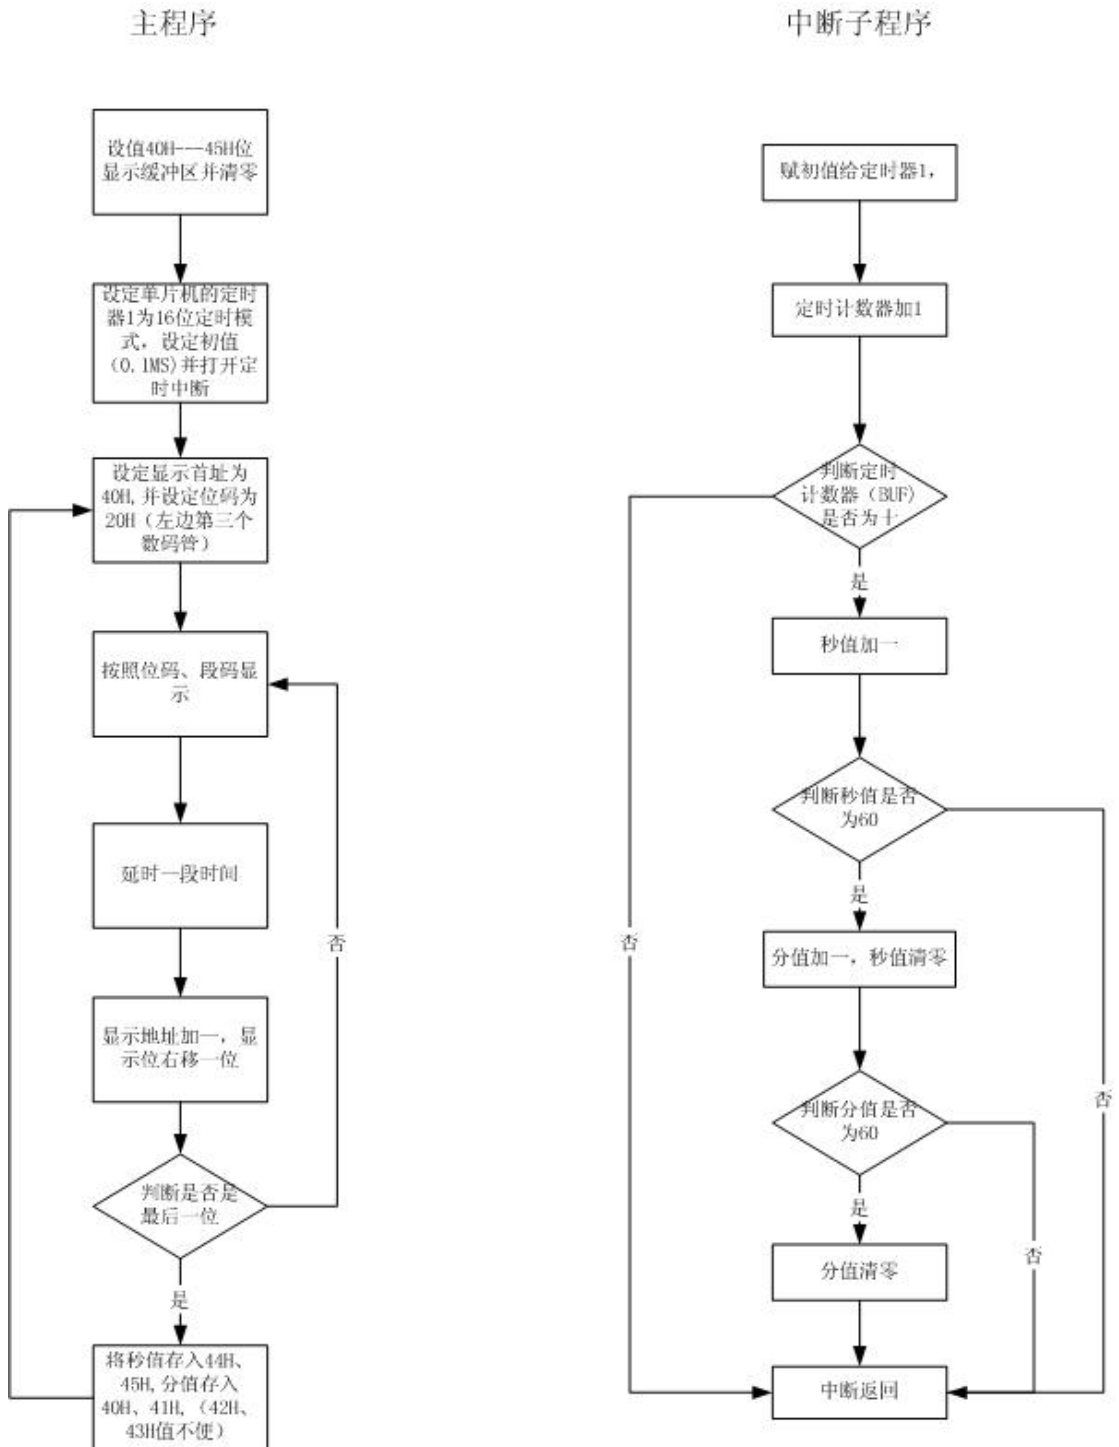 主程序
设值40H---45H位
显示缓冲区并清零
设定单片机的定时
器1为16位定时模
式，设定初值
（0.1MS)并打开定
时中断
设定显示首址为
40H,并设定位码为
20H（左边第三个
数码管）
按照位码、段码显
示
延时一段时间
否
显示地址加一，显
示位右移一位
判断是否是
最后一位
是
将秒值存入44H、
45H,分值存入
40H、41H,（42H、
43H值不便）
中断子程序
赋初值给定时器1，
定时计数器加1
判断定时
计数器（BUF)
是否为十
是
秒值加一
判断秒值是否
为60
是
否
分值加一，秒值清零
判断分值是否
为60
否
是
分值清零
否
中断返回